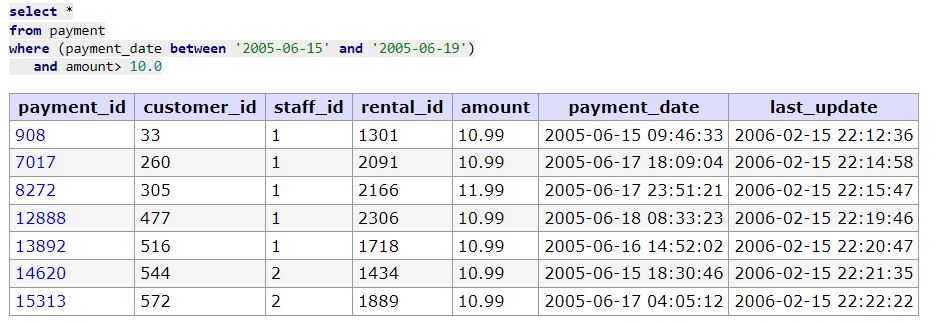 select *
from payment
where (payment_date between '2005-06-15' and '2005-06-19')
and amount> 10.0
payment_id customer_id staff_id rental_id amount payment_date last_update
908 33 1 1301 10.99 2005-06-15 09:46:33 2006-02-15 22:12:36
7017 260 1 2091 10.99 2005-06-17 18:09:04 2006-02-15 22:14:58
8272 305 1 2166 11.99 2005-06-17 23:51:21 2006-02-15 22:15:47
12888 477 1 2306 10.99 2005-06-18 08:33:23 2006-02-15 22:19:46
13892 516 1 1718 10.99 2005-06-16 14:52:02 2006-02-15 22:20:47
14620 544 2 1434 10.99 2005-06-15 18:30:46 2006-02-15 22:21:35
15313 572 2 1889 10.99 2005-06-17 04:05:12 2006-02-15 22:22:22